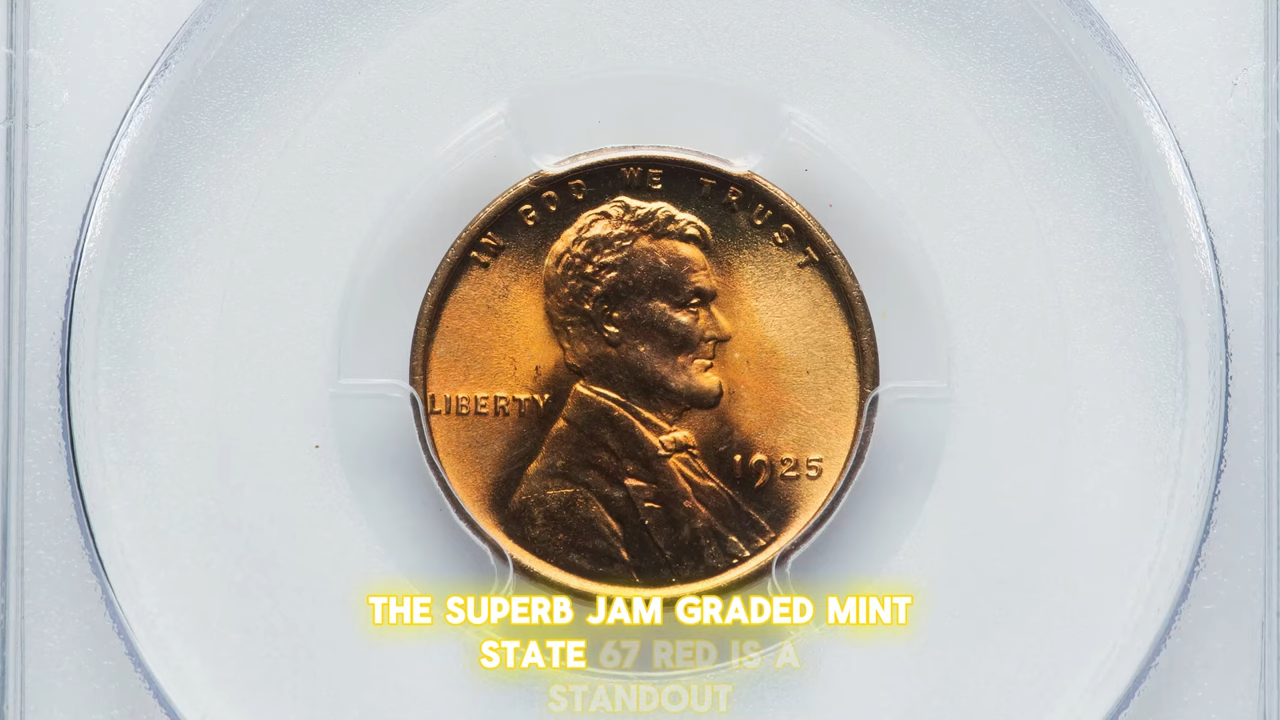 IN GOD WE TRUST
LIBERTY
1925
THE SUPERB JAM GRADED MINT
STATE 67 RED IS A
STANDOUT